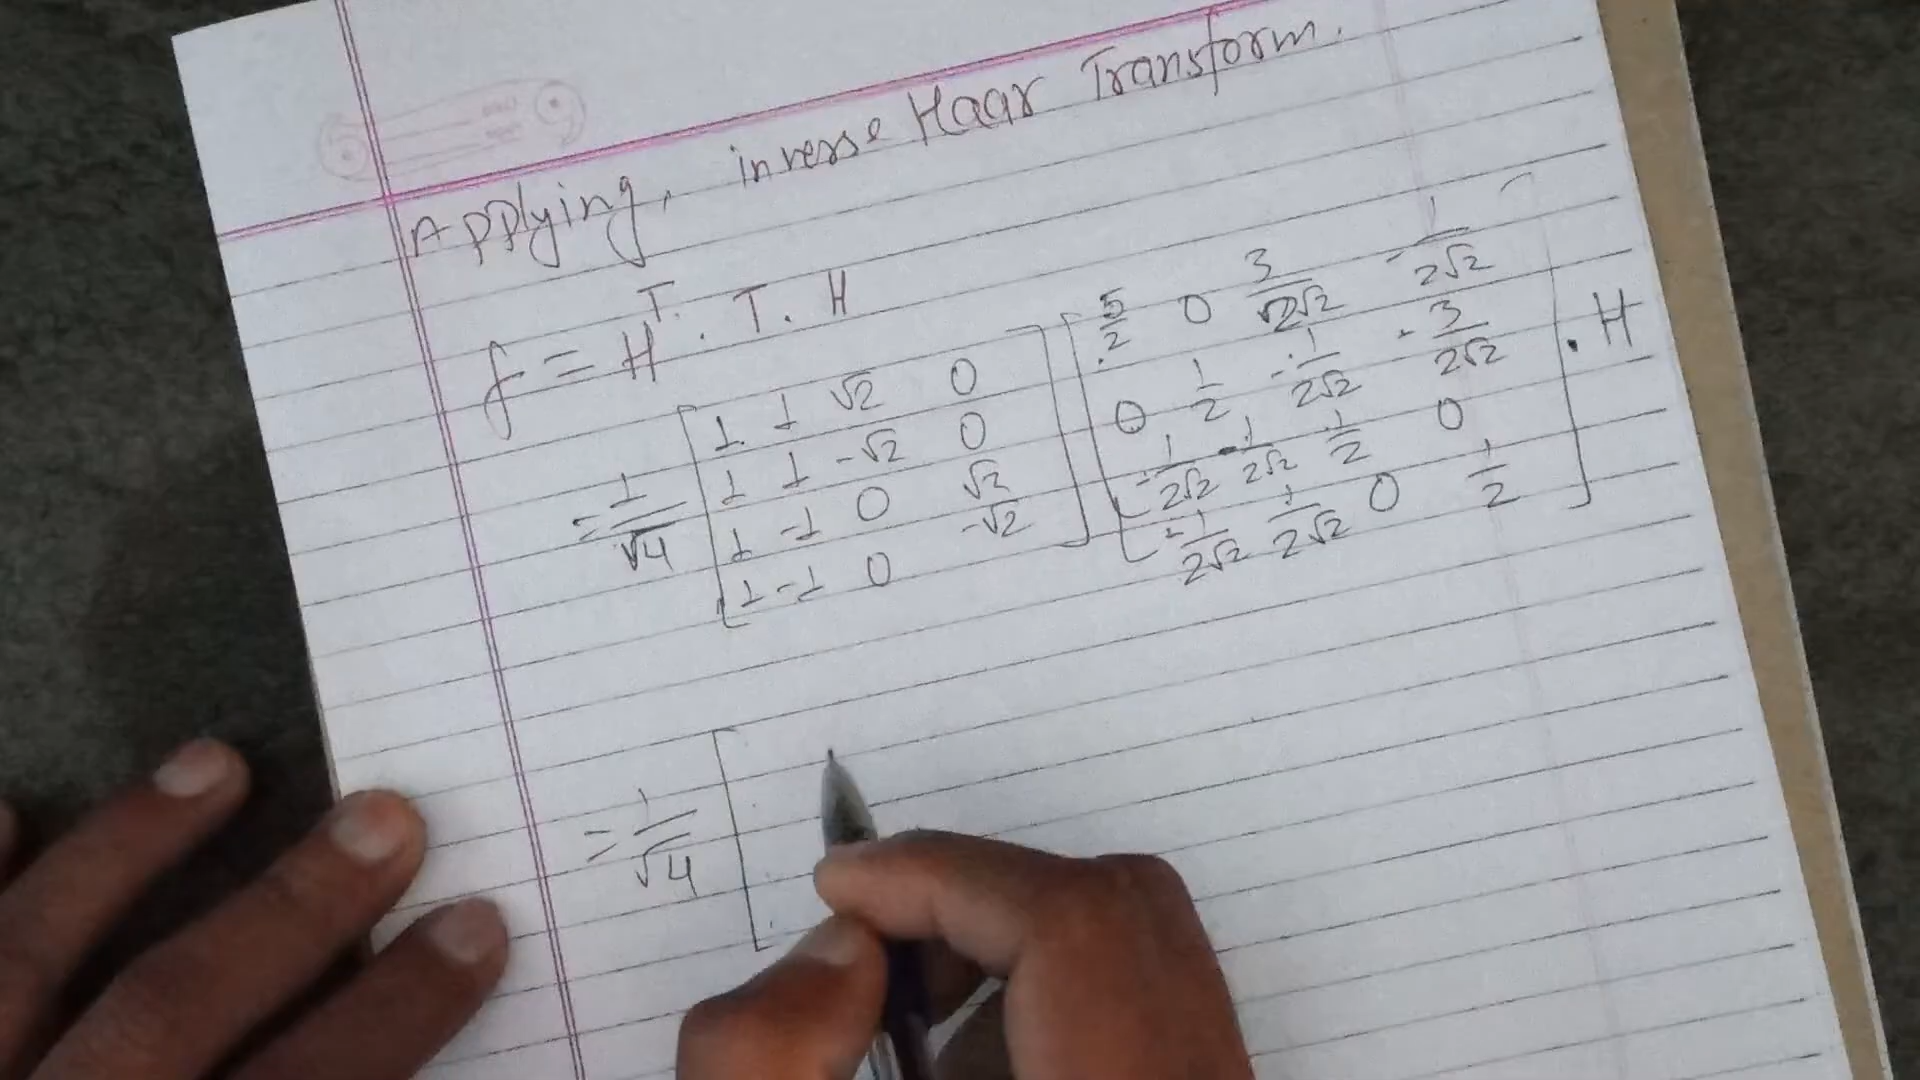 Applying, inverse Haar Transform.
f = H^T . T . H
= 1/√4 [1 1 √2 0] [5/2 0 3/2√2 -1/2√2] . H
[1 1 -√2 0] [0 1/2 -1/2√2 -3/2√2]
[1 -1 0 √2] [-1/2√2 -1/2√2 1/2 0]
[1 -1 0 -√2] [-1/2√2 1/2√2 0 1/2]
= 1/√4 [